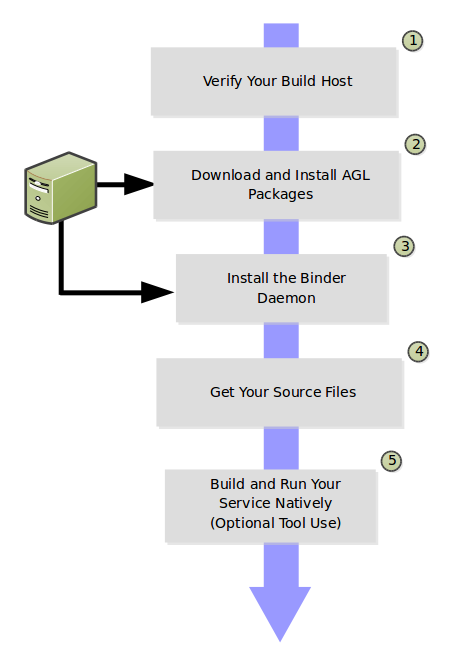 1
Verify Your Build Host
2
Download and Install AGL
Packages
3
Install the Binder
Daemon
4
Get Your Source Files
5
Build and Run Your
Service Natively
(Optional Tool Use)